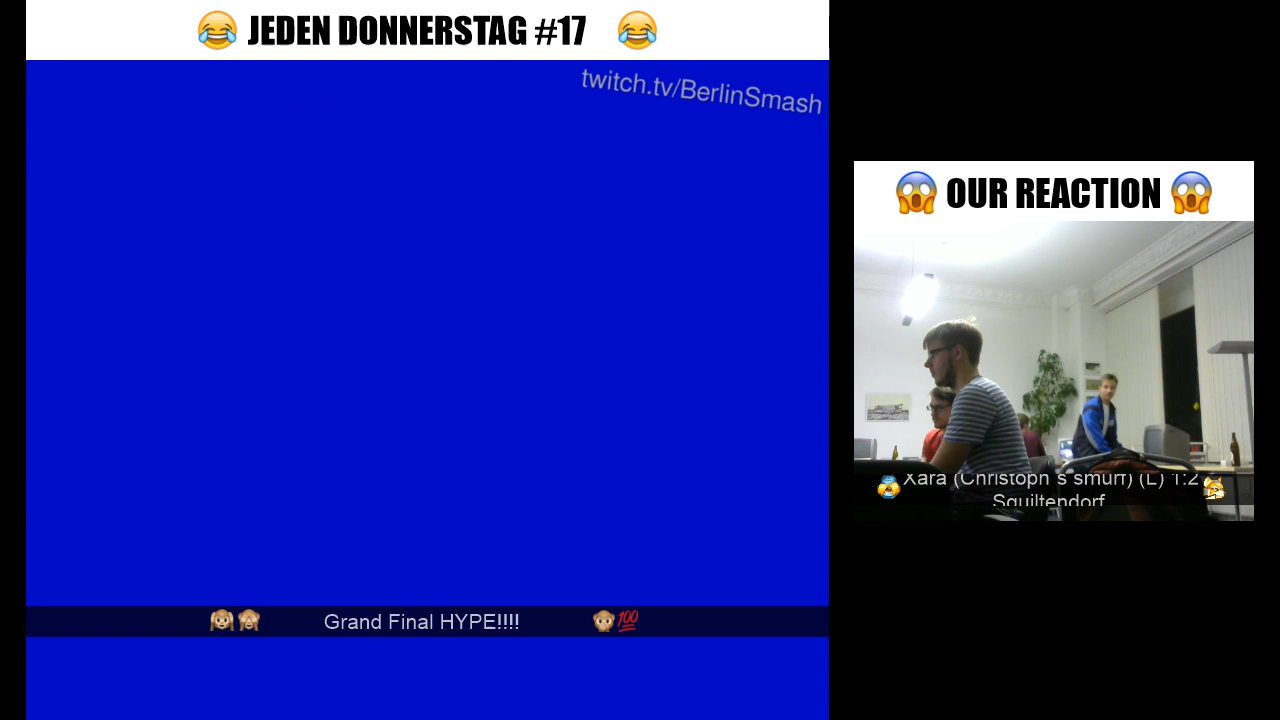 😂 JEDEN DONNERSTAG #17 😂
twitch.tv/BerlinSmash
🙉🙈 Grand Final HYPE!!!! 🙊💯
😱 OUR REACTION 😱
Xara (Christoph's smurf) (L) 1:2
Squiltendorf